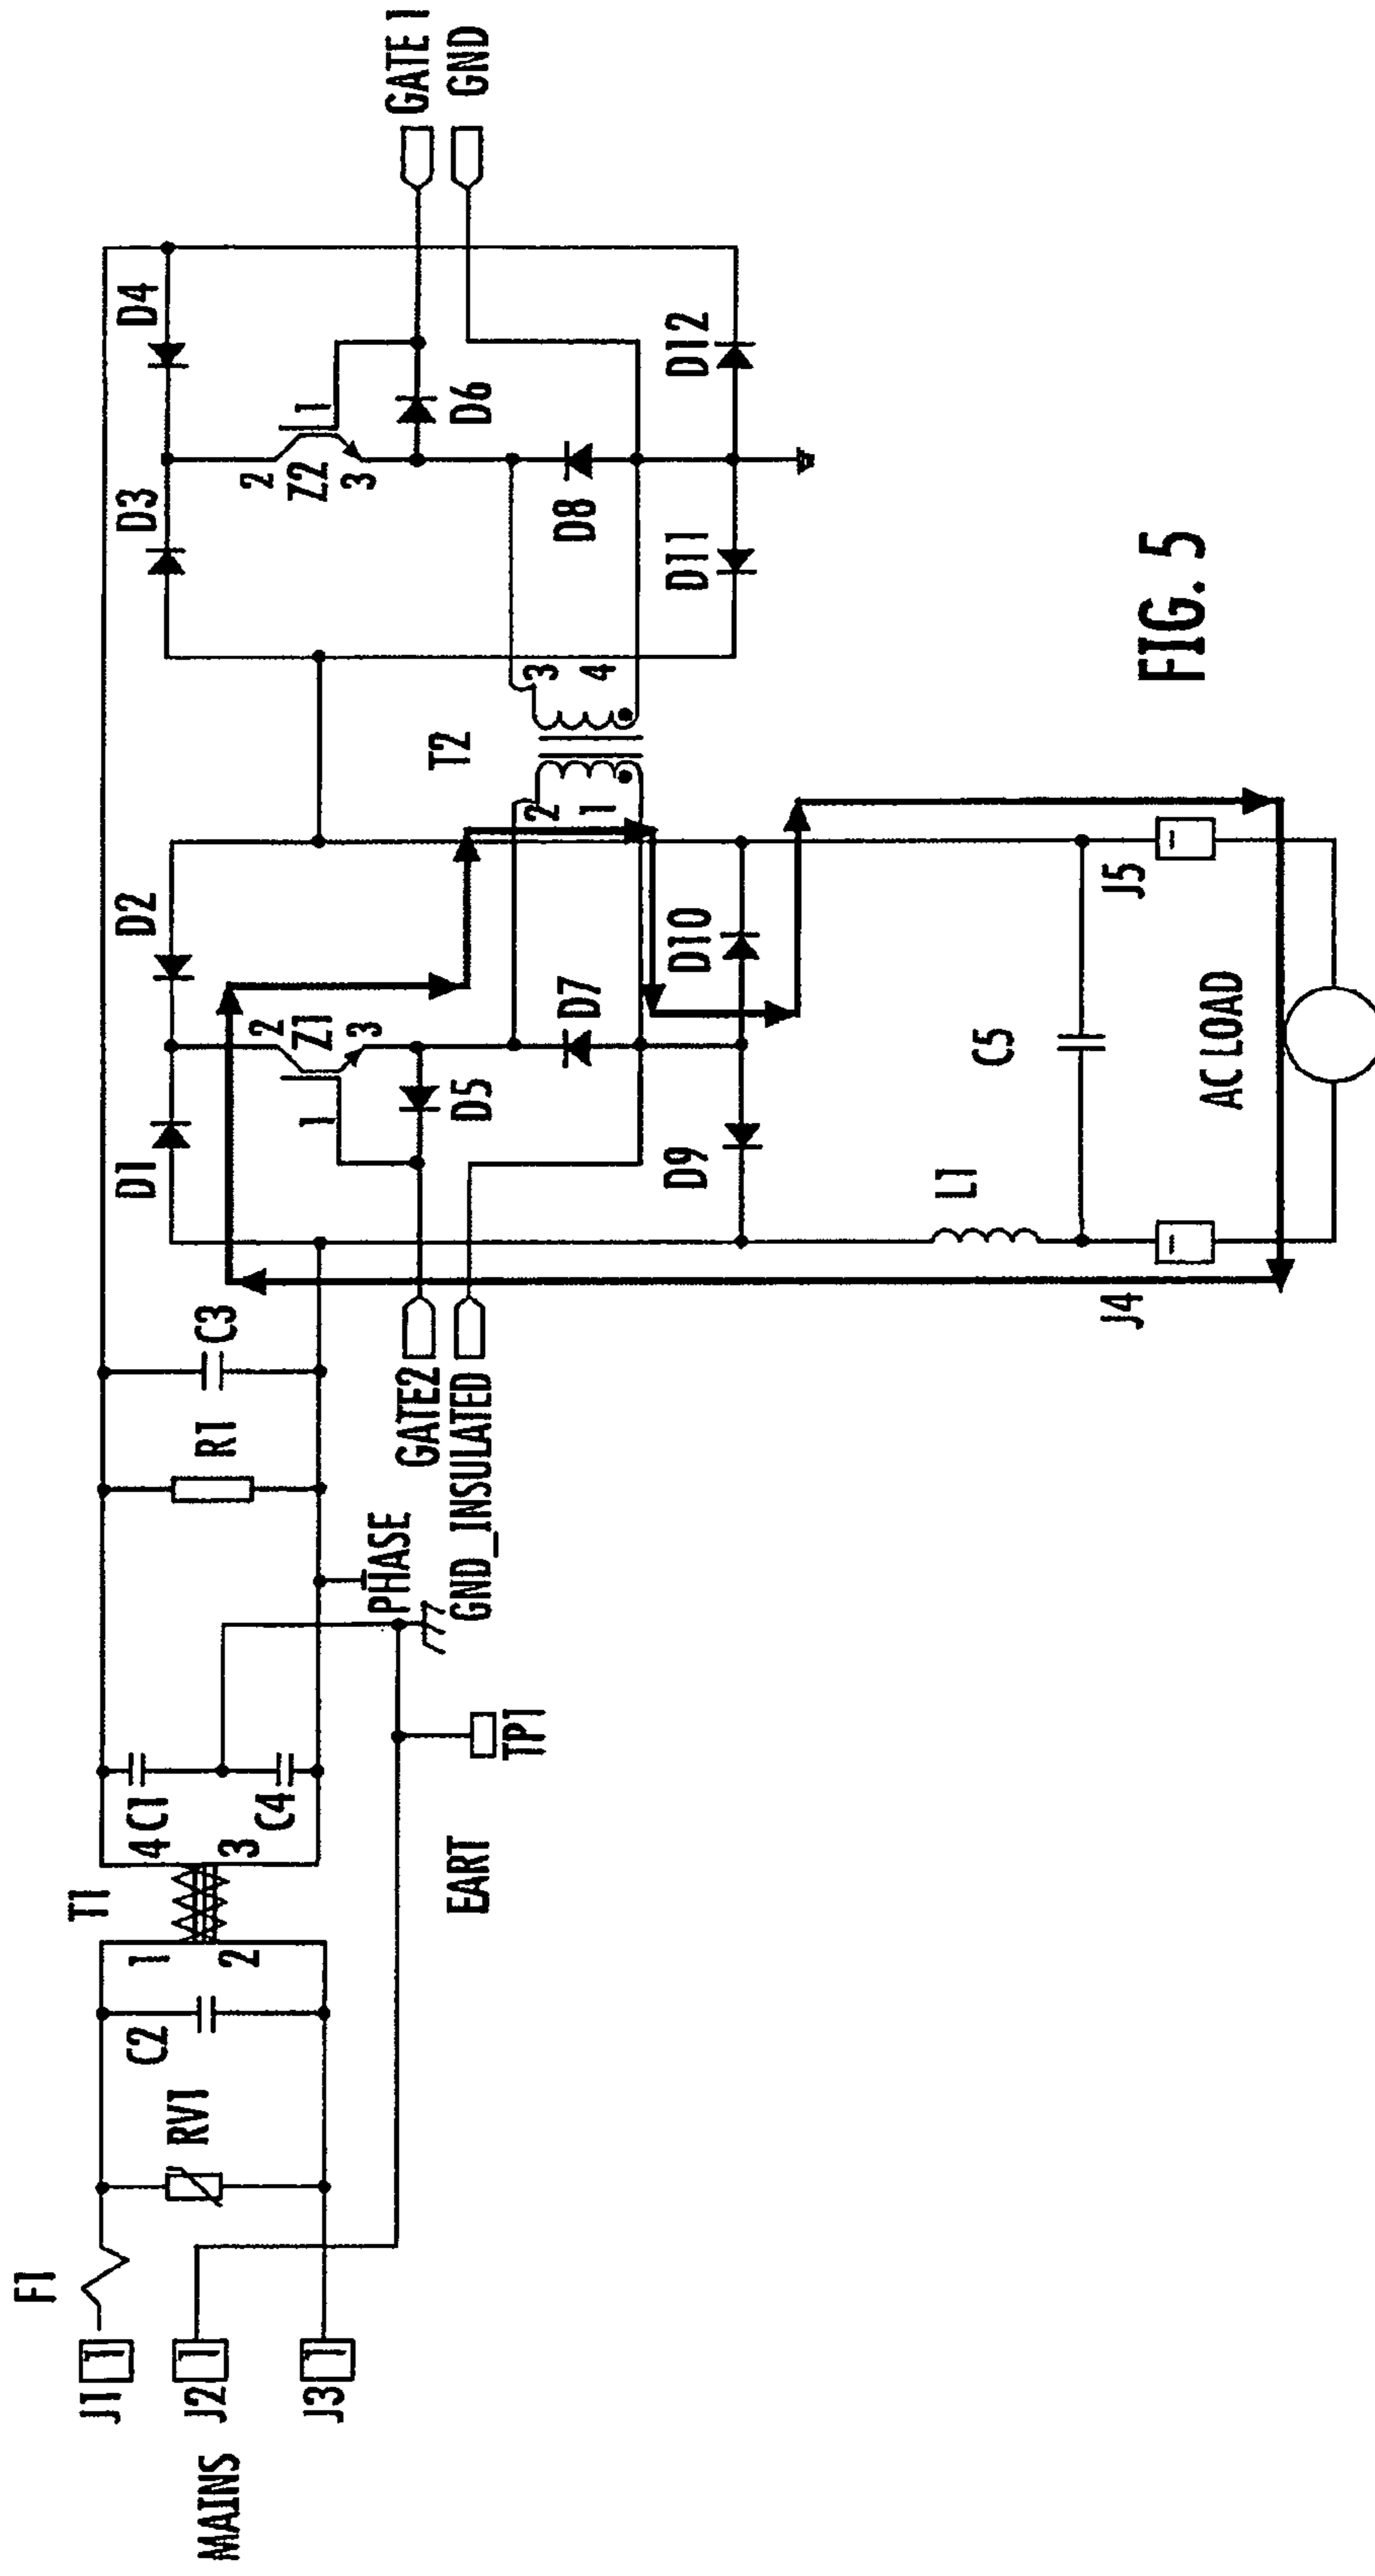 MAINS
J1 1
J2 1
J3 1
F1
RV1
C2
T1
1
2
4
3
C1
C4
EART
TP1
PHASE
R1
C3
GATE2
GND_INSULATED
D1
D2
1
2
Z1
3
D5
D7
D9
D10
T2
2
1
3
4
L1
C5
J4
J5
AC LOAD
D3
D4
2
Z2
1
3
D6
D8
D11
D12
GATE 1
GND
FIG. 5